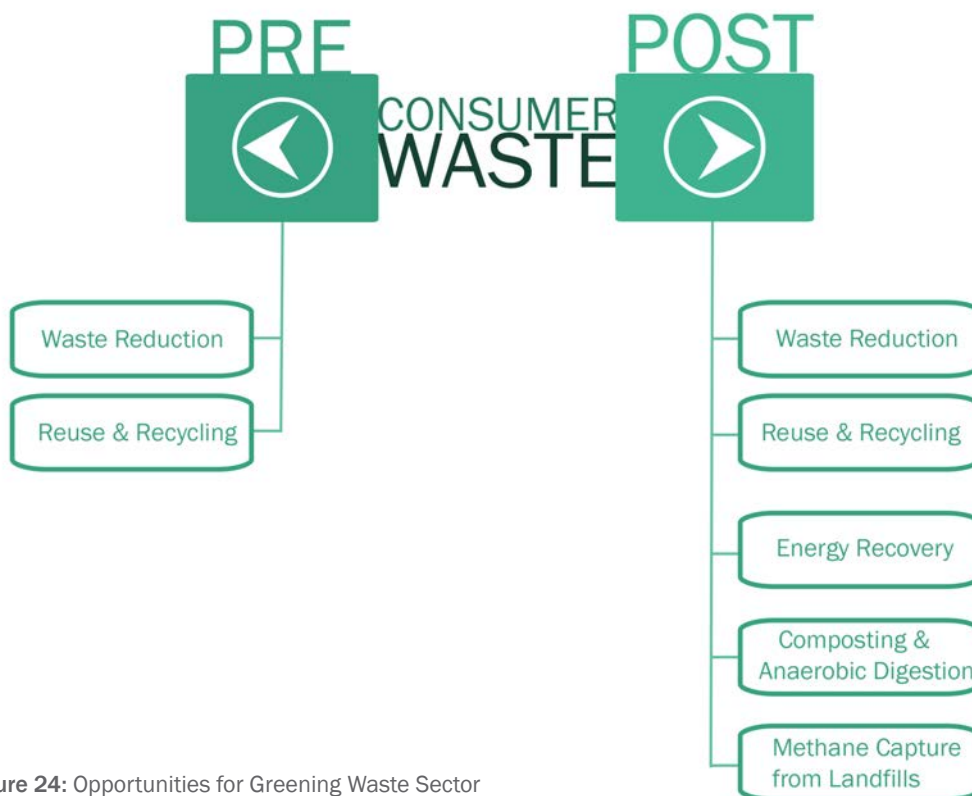 PRE
POST
CONSUMER
WASTE
Waste Reduction
Reuse & Recycling
Waste Reduction
Reuse & Recycling
Energy Recovery
Composting &
Anaerobic Digestion
Methane Capture
from Landfills
ure 24: Opportunities for Greening Waste Sector